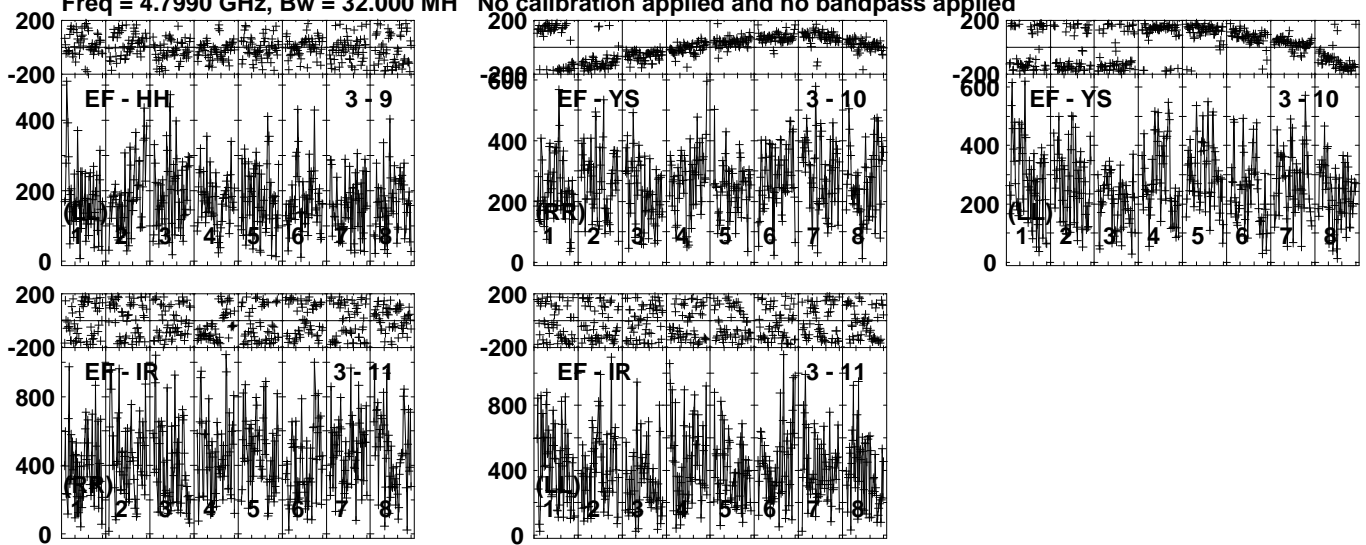 Freq = 4.7990 GHz, Bw = 32.000 MH No calibration applied and no bandpass applied
200
-200
EF - HH 3 - 9
400
200
0
(LL)
1 2 3 4 5 6 7 8
200
-200
600
EF - YS 3 - 10
400
200
0
(RR)
1 2 3 4 5 6 7 8
200
-200
600
EF - YS 3 - 10
400
200
0
(LL)
1 2 3 4 5 6 7 8
200
-200
EF - IR 3 - 11
800
400
0
(RR)
1 2 3 4 5 6 7 8
200
-200
EF - IR 3 - 11
800
400
0
(LL)
1 2 3 4 5 6 7 8